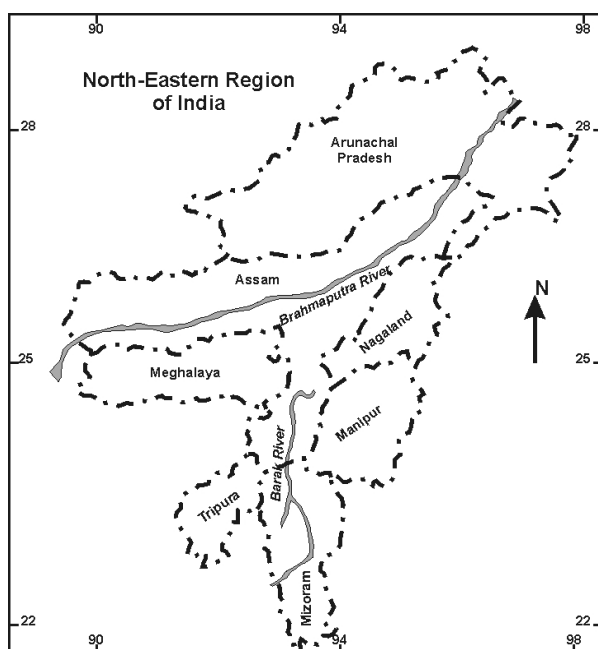 90
94
98
North-Eastern Region
of India
28
28
Arunachal
Pradesh
Assam
Brahmaputra River
N
Nagaland
25
25
Meghalaya
Manipur
Barak River
Tripura
Mizoram
22
22
90
94
98